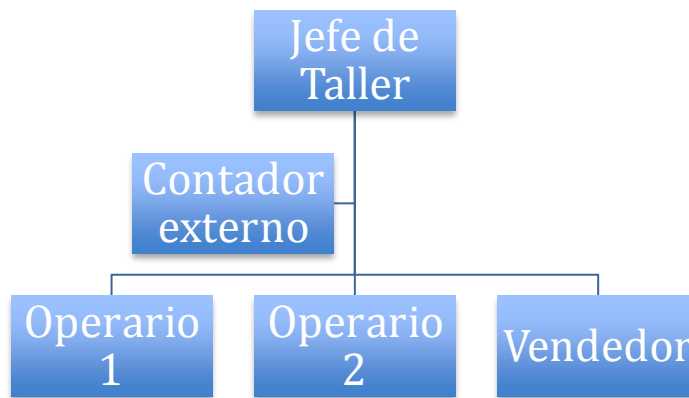 Jefe de
Taller
Contador
externo
Operario
1
Operario
2
Vendedor